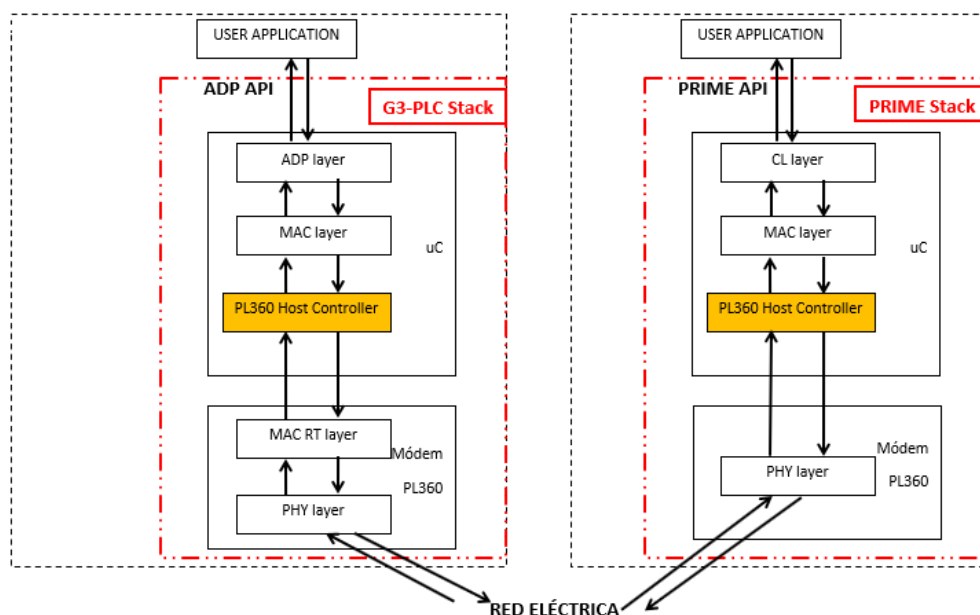 USER APPLICATION
ADP API
G3-PLC Stack
ADP layer
MAC layer
uC
PL360 Host Controller
MAC RT layer
Módem
PL360
PHY layer
USER APPLICATION
PRIME API
PRIME Stack
CL layer
MAC layer
uC
PL360 Host Controller
Módem
PHY layer
PL360
RED ELÉCTRICA